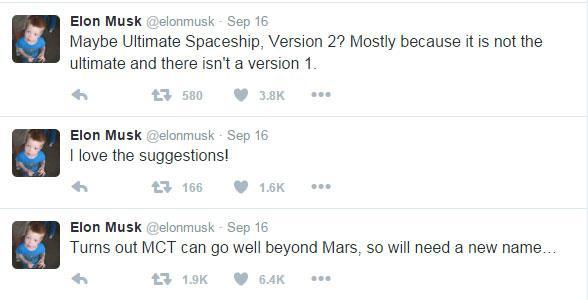 Elon Musk @elonmusk · Sep 16
Maybe Ultimate Spaceship, Version 2? Mostly because it is not the
ultimate and there isn't a version 1.
580 3.8K •••
Elon Musk @elonmusk · Sep 16
I love the suggestions!
166 1.6K •••
Elon Musk @elonmusk · Sep 16
Turns out MCT can go well beyond Mars, so will need a new name…
1.9K 6.4K •••